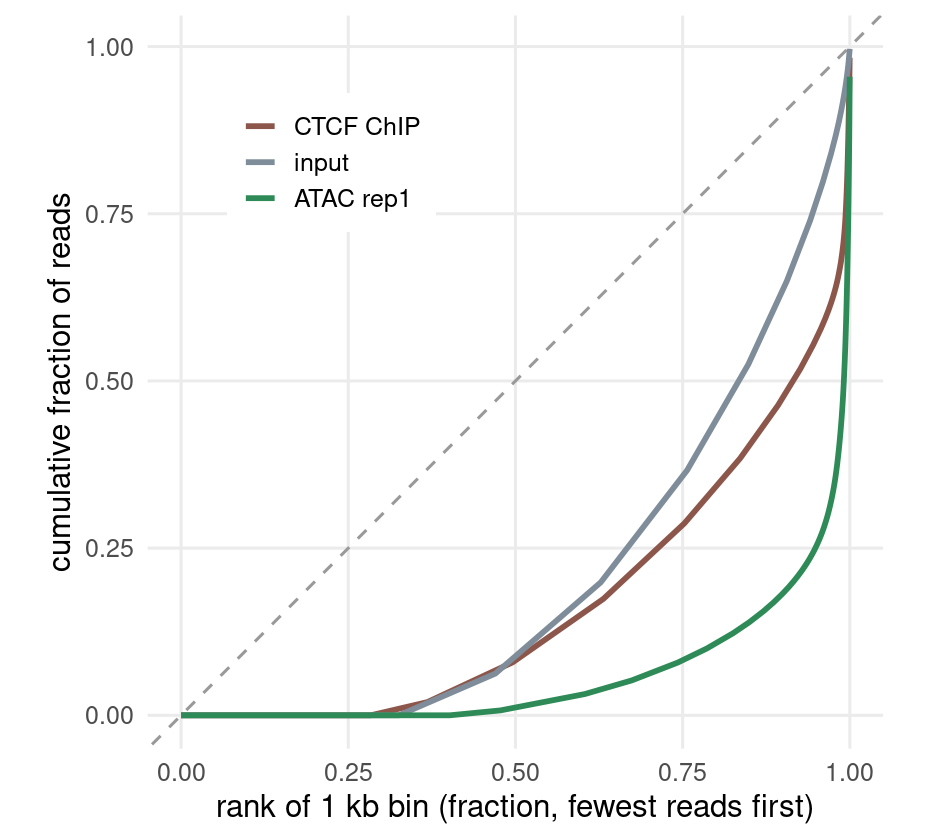 1.00
0.75
0.50
0.25
0.00
cumulative fraction of reads
CTCF ChIP
input
ATAC rep1
0.00 0.25 0.50 0.75 1.00
rank of 1 kb bin (fraction, fewest reads first)